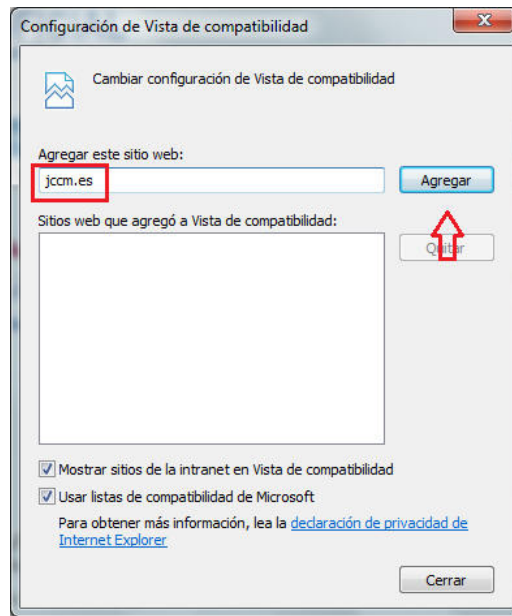 Configuración de Vista de compatibilidad
Cambiar configuración de Vista de compatibilidad
Agregar este sitio web:
jccm.es
Agregar
Sitios web que agregó a Vista de compatibilidad:
Quitar
Mostrar sitios de la intranet en Vista de compatibilidad
Usar listas de compatibilidad de Microsoft
Para obtener más información, lea la declaración de privacidad de
Internet Explorer
Cerrar